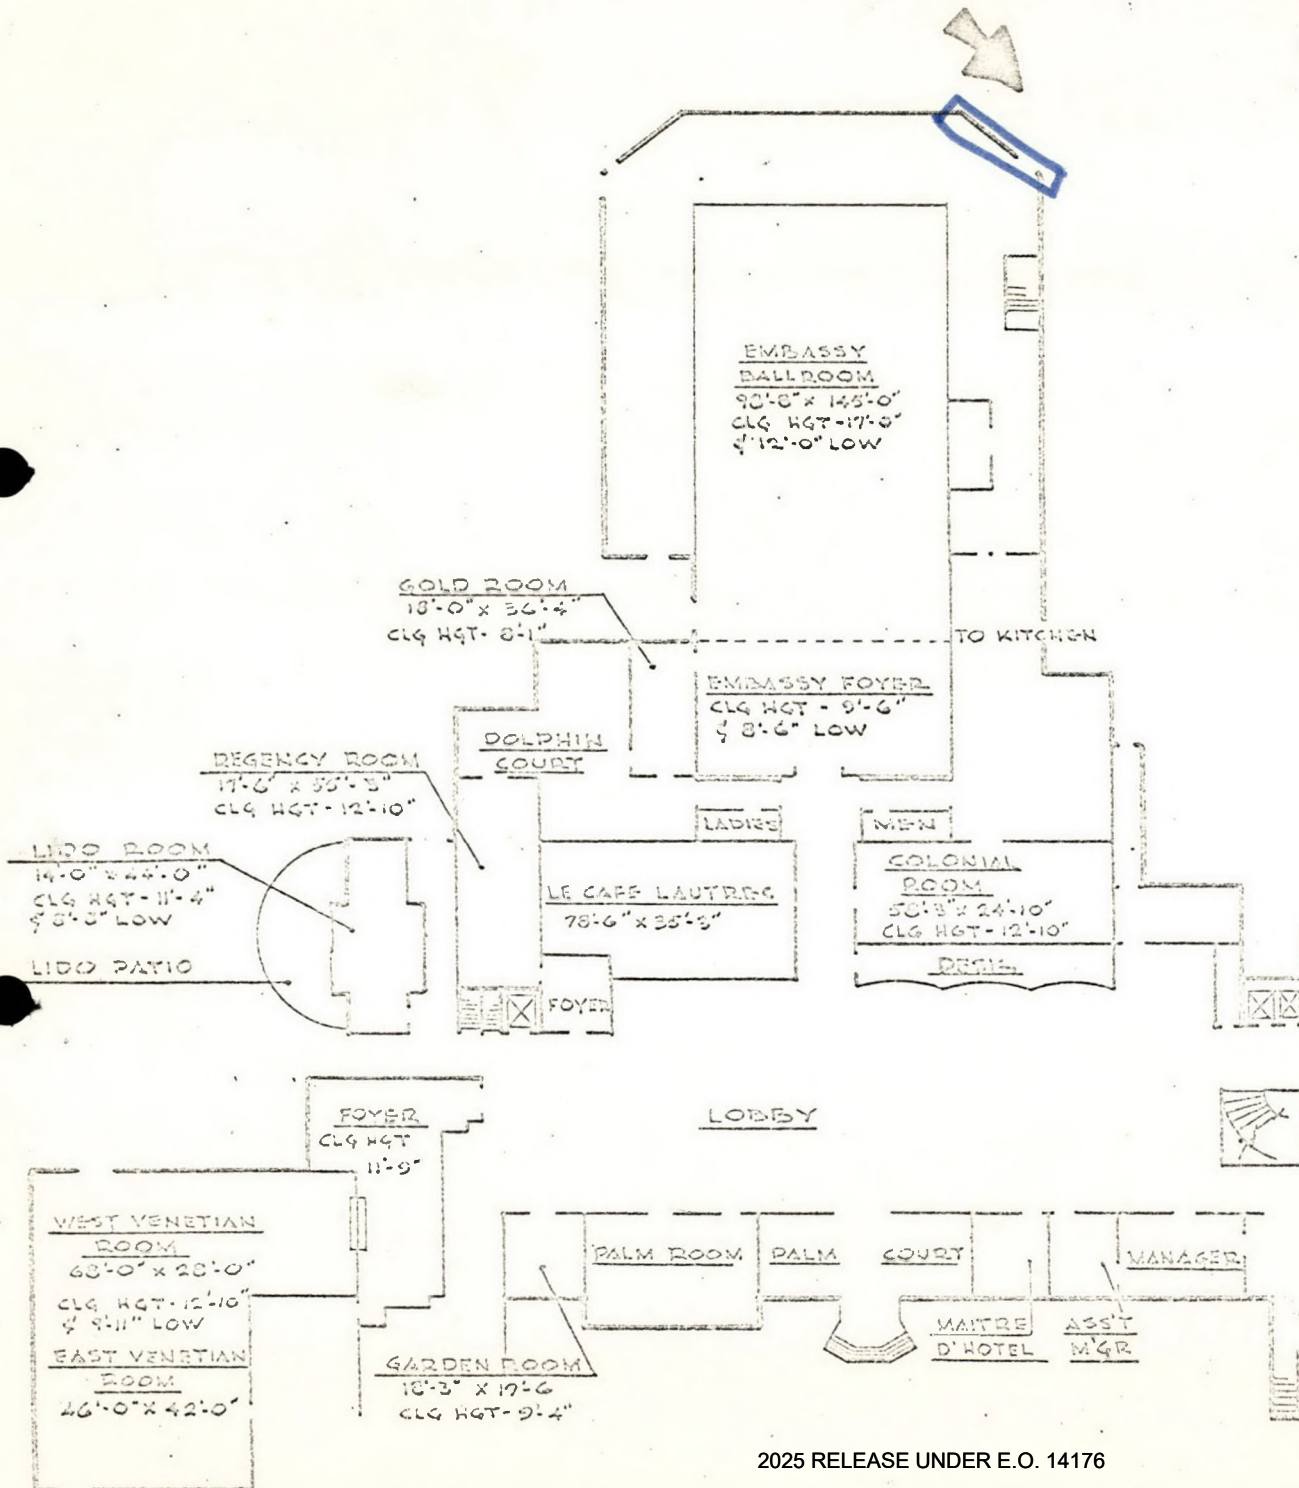 EMBASSY
BALLROOM
98'-8" x 145'-0"
CLG HGT-17'-0"
& 12'-0" LOW
GOLD ROOM
18'-0" x 36'-4"
CLG HGT- 8'-1"
TO KITCHEN
EMBASSY FOYER
CLG HGT - 9'-6"
& 8'-6" LOW
DOLPHIN
COURT
REGENCY ROOM
CLG HGT-12'-10"
LADIES
MEN
LIDO ROOM
14'-0" x 44'-0"
CLG HGT-11'-4"
& 8'-8" LOW
COLONIAL
ROOM
58'-3" x 24'-10"
CLG HGT-12'-10"
LE CAFE LAUTREC
78'-6" x 35'-3"
LIDO PATIO
DESK
FOYER
LOBBY
FOYER
CLG HGT
11'-9"
WEST VENETIAN
ROOM
68'-0" x 28'-0"
CLG HGT-12'-10"
& 9'-11" LOW
EAST VENETIAN
ROOM
46'-0" x 42'-0"
PALM ROOM
PALM COURT
MANAGER
MAITRE
D'HOTEL
ASS'T
M'GR
GARDEN ROOM
18'-3" x 17'-6
CLG HGT-9'-4"
2025 RELEASE UNDER E.O. 14176